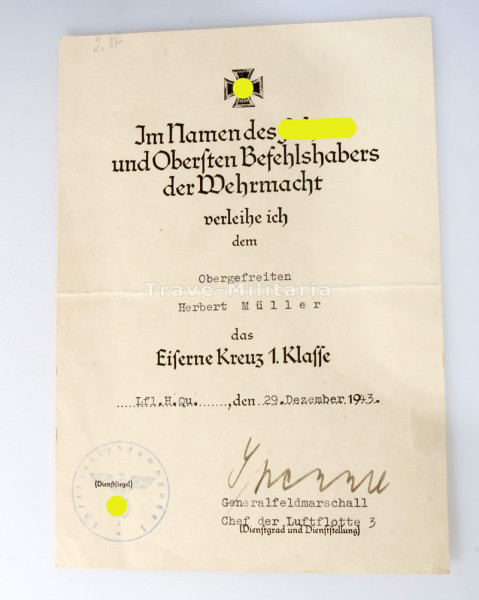 Im Namen des
und Obersten Befehlshabers
der Wehrmacht
verleihe ich
dem
Obergefreiten
Trave-Militaria
Herbert Müller
das
Eiserne Kreuz 1. Klasse
.....Lfl.H.Qu......., den .29.Dezember.1943..
(Dienstsiegel)
Generalfeldmarschall
Chef der Luftflotte 3
(Dienstgrad und Dienststellung)